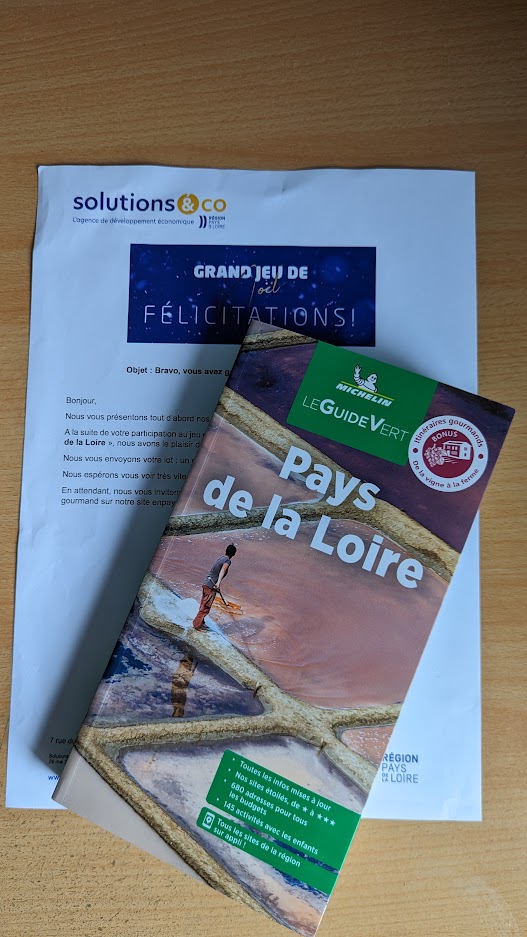 solutions&co
L'agence de développement économique
RÉGION
PAYS
DE LA LOIRE
GRAND JEU DE
Noël
FÉLICITATIONS!
Objet : Bravo, vous avez
Bonjour,
Nous vous présentons tout d'abord nos
A la suite de votre participation au jeu
de la Loire », nous avons le plaisir
Nous vous envoyons votre lot : un
Nous espérons vous voir très vite
En attendant, nous vous invitons
gourmand sur notre site
7 rue du
RÉGION
PAYS
DE LA LOIRE
MICHELIN
LEGUIDEVERT
Itinéraires gourmands
BONUS
de la vigne à la ferme
Pays
de la Loire
• Toutes les infos mises à jour
• Nos sites étoilés, de ★ à ★★★
• 680 adresses pour tous
les budgets
• 145 activités avec les enfants
Tous les sites de la région
sur appli !